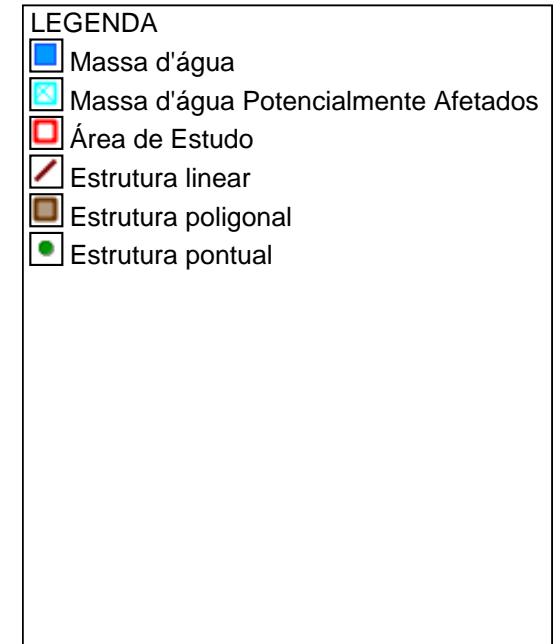 LEGENDA
Massa d'água
Massa d'água Potencialmente Afetados
Área de Estudo
Estrutura linear
Estrutura poligonal
Estrutura pontual